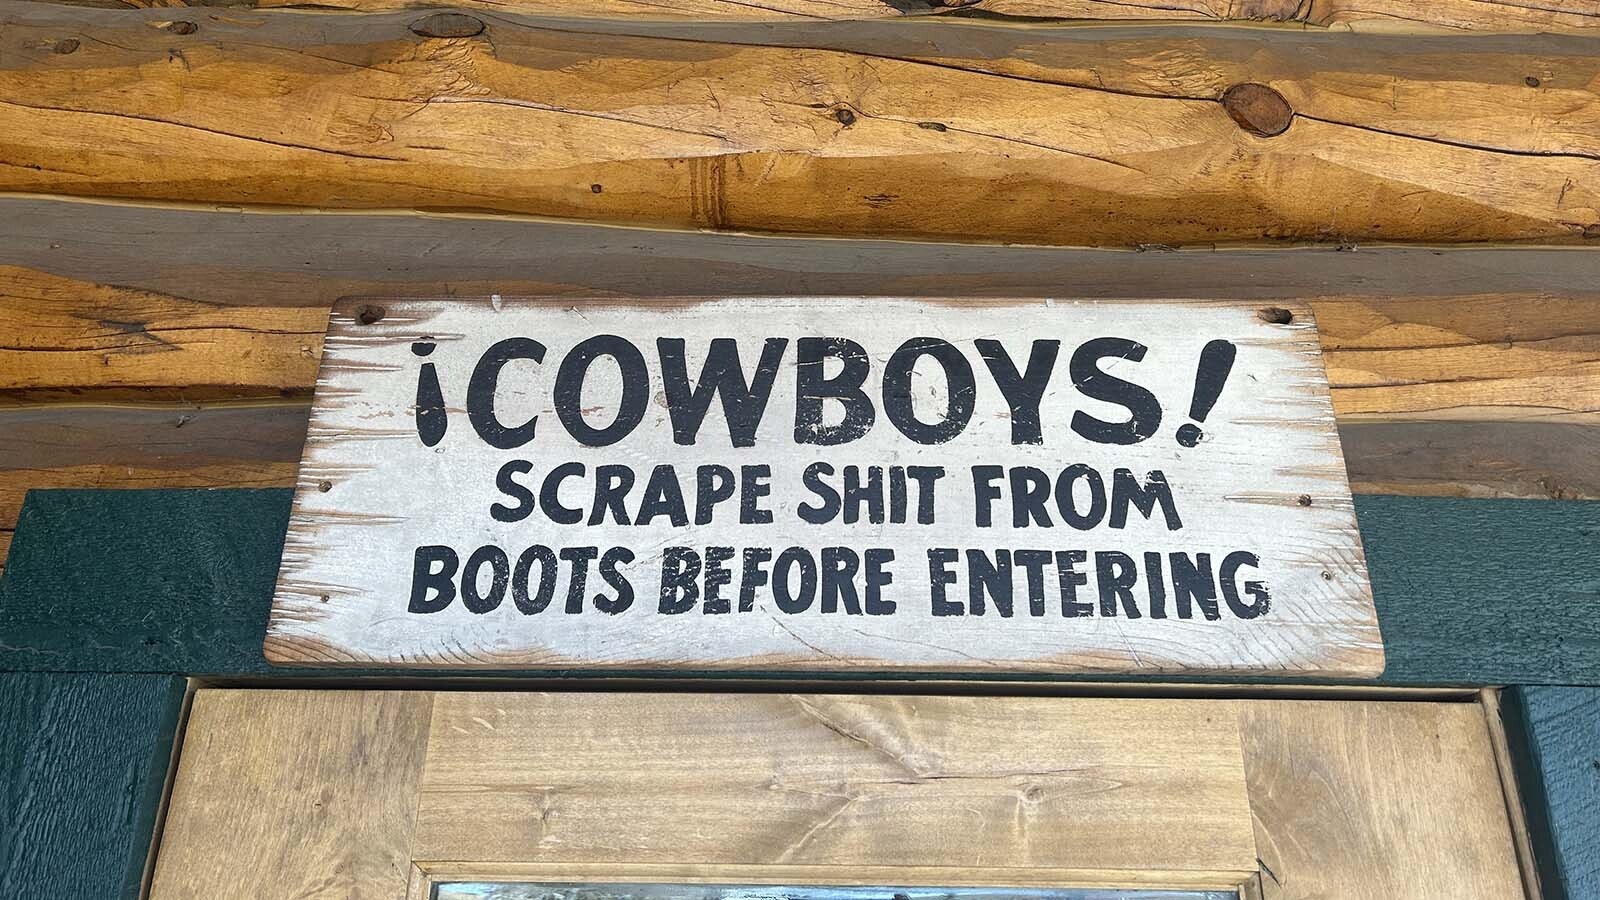 ¡COWBOYS!
SCRAPE SHIT FROM
BOOTS BEFORE ENTERING